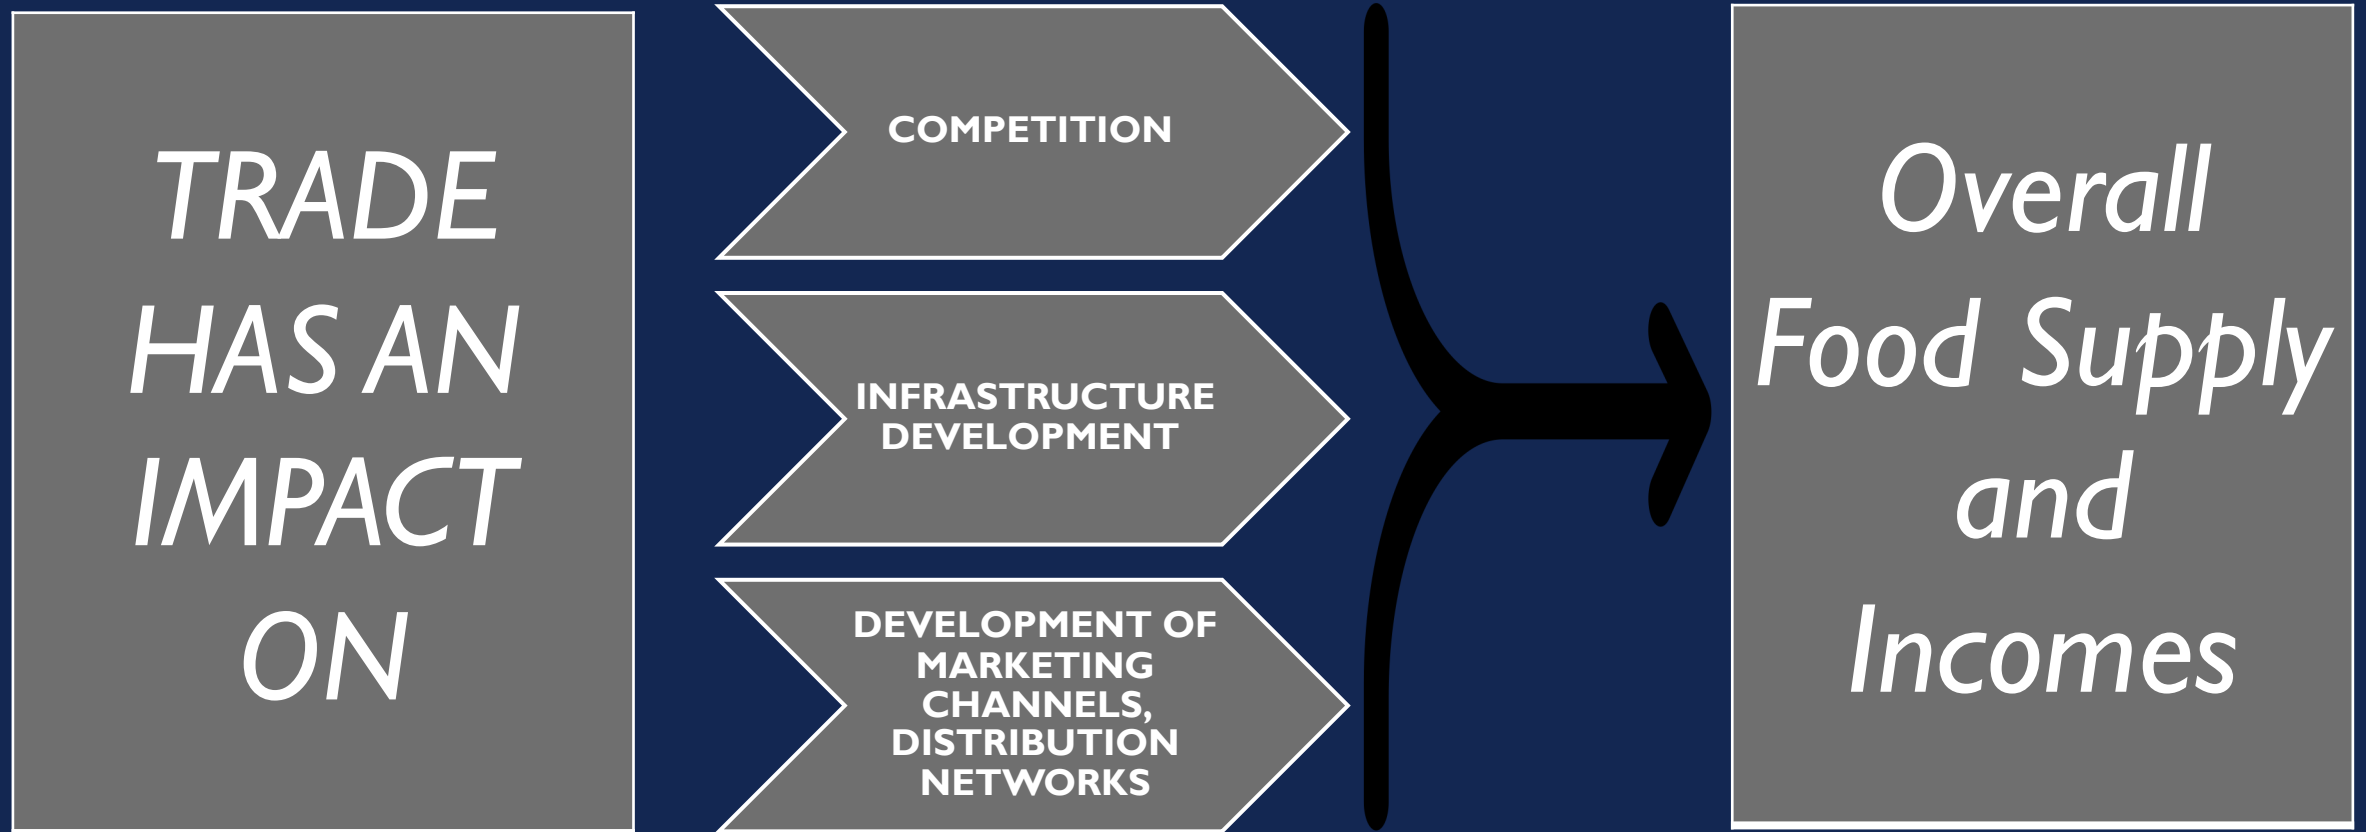 TRADE
HAS AN
IMPACT
ON
COMPETITION
INFRASTRUCTURE
DEVELOPMENT
DEVELOPMENT OF
MARKETING
CHANNELS,
DISTRIBUTION
NETWORKS
Overall
Food Supply
and
Incomes